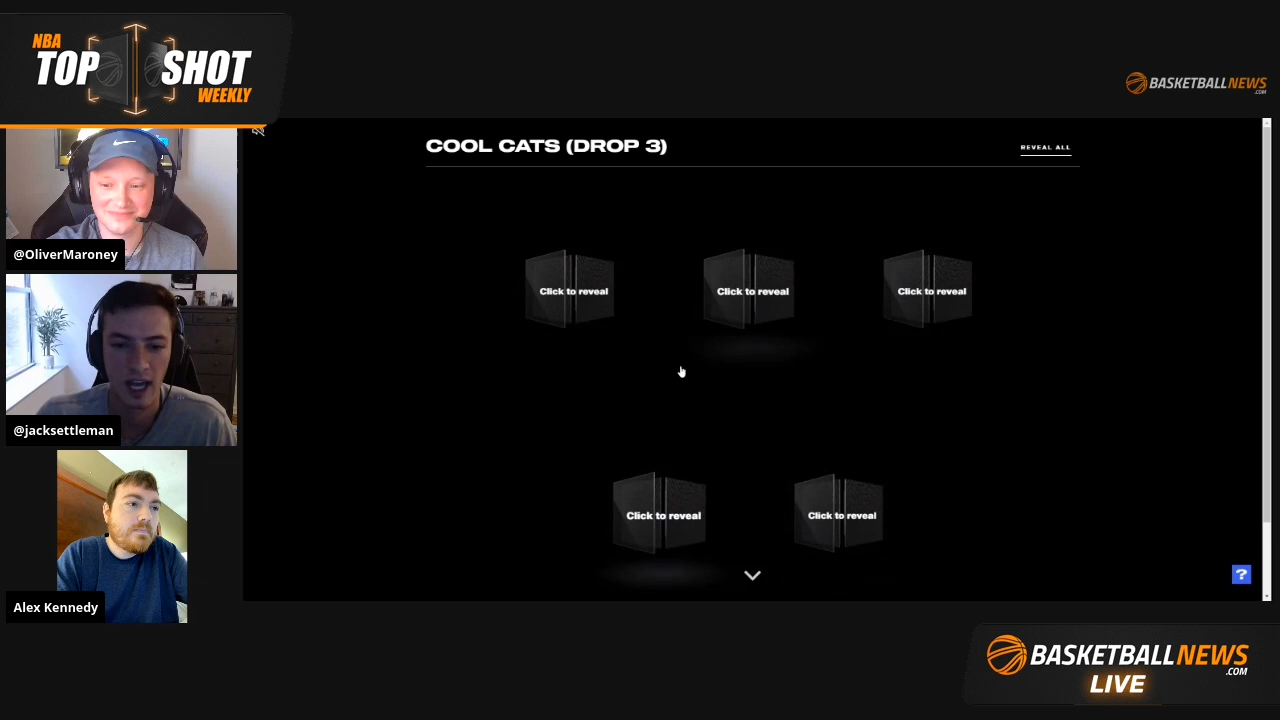 NBA
TOP SHOT
WEEKLY
BASKETBALLNEWS
.COM
COOL CATS (DROP 3)
REVEAL ALL
@OliverMaroney
Click to reveal
Click to reveal
Click to reveal
@jacksettleman
Click to reveal
Click to reveal
?
Alex Kennedy
BASKETBALLNEWS
.COM
LIVE